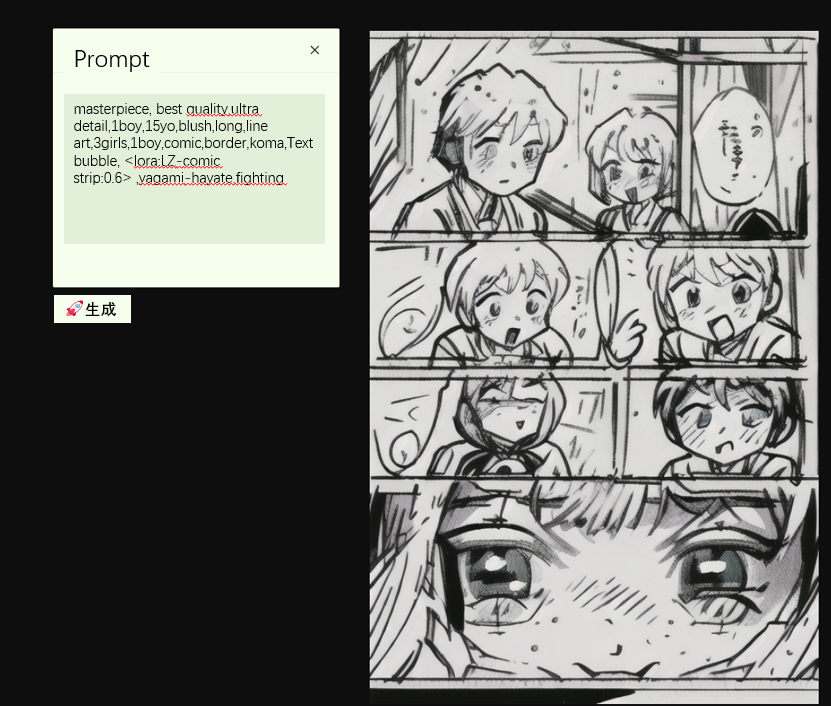 Prompt
×
masterpiece, best quality,ultra
detail,1boy,15yo,blush,long,line
art,3girls,1boy,comic,border,koma,Text
bubble, <lora:LZ-comic
strip:0.6> ,yagami-hayate,fighting
🚀生成